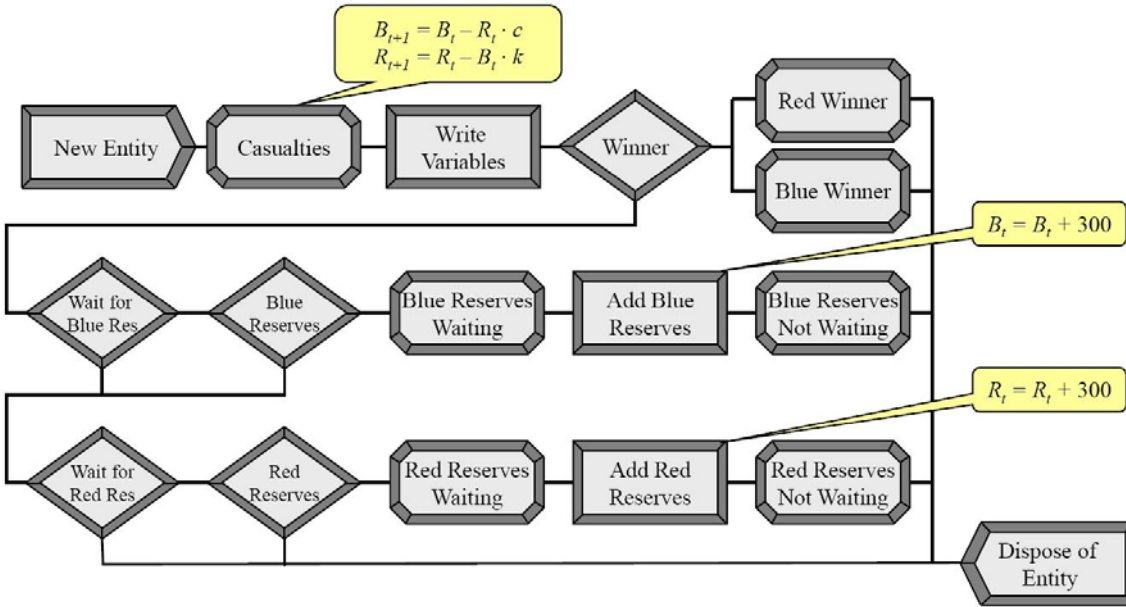 B_{t+1} = B_t – R_t · c
R_{t+1} = R_t – B_t · k
New Entity
Casualties
Write
Variables
Winner
Red Winner
Blue Winner
B_t = B_t + 300
Wait for
Blue Res
Blue
Reserves
Blue Reserves
Waiting
Add Blue
Reserves
Blue Reserves
Not Waiting
R_t = R_t + 300
Wait for
Red Res
Red
Reserves
Red Reserves
Waiting
Add Red
Reserves
Red Reserves
Not Waiting
Dispose of
Entity